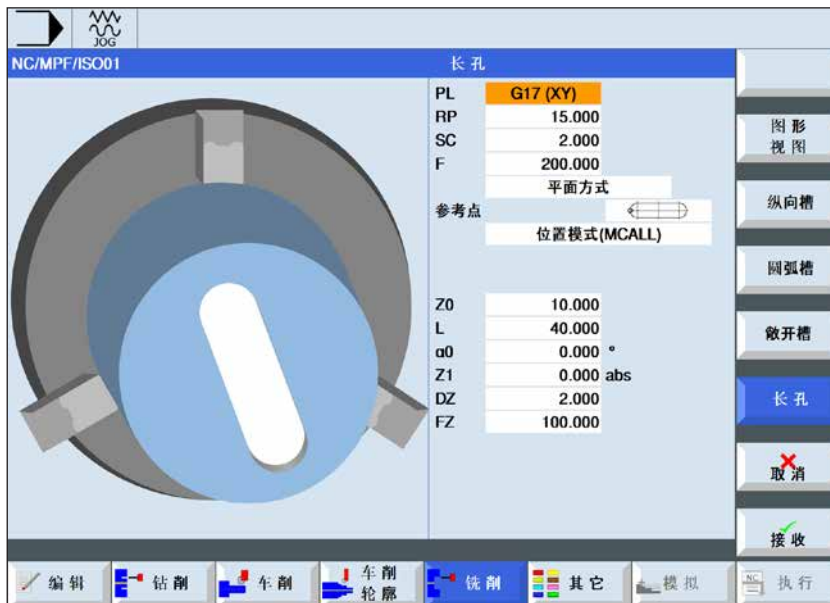 JOG
NC/MPF/ISO01
长孔
PL G17 (XY)
RP 15.000
SC 2.000
F 200.000
平面方式
参考点
位置模式(MCALL)
Z0 10.000
L 40.000
α0 0.000 °
Z1 0.000 abs
DZ 2.000
FZ 100.000
图形
视图
纵向槽
圆弧槽
敞开槽
长孔
取消
接收
编辑
钻削
车削
车削
轮廓
铣削
其它
模拟
NC
执行